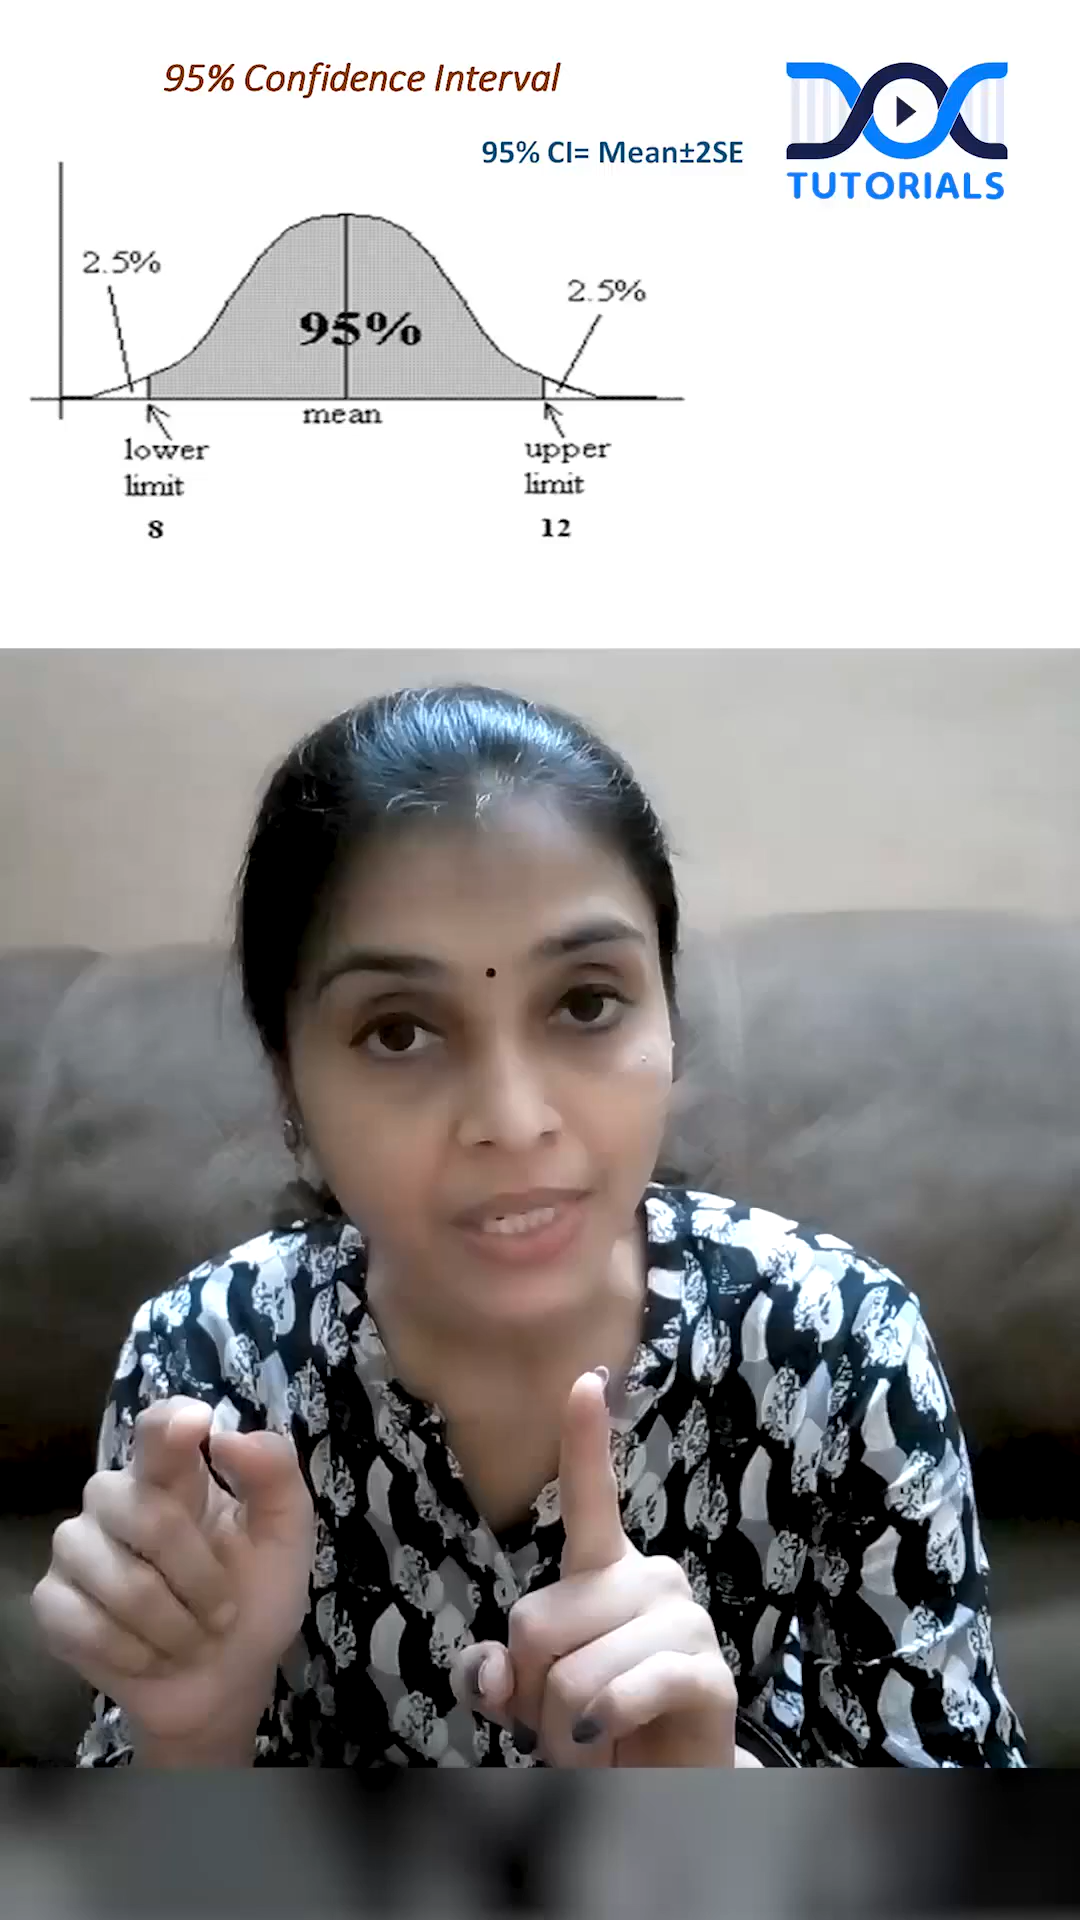 95% Confidence Interval
DOC
TUTORIALS
95% CI= Mean±2SE
2.5%
2.5%
95%
mean
lower
limit
upper
limit
8
12